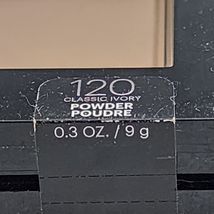 120
CLASSIC IVORY
POWDER
POUDRE
0.3 OZ. / 9 g